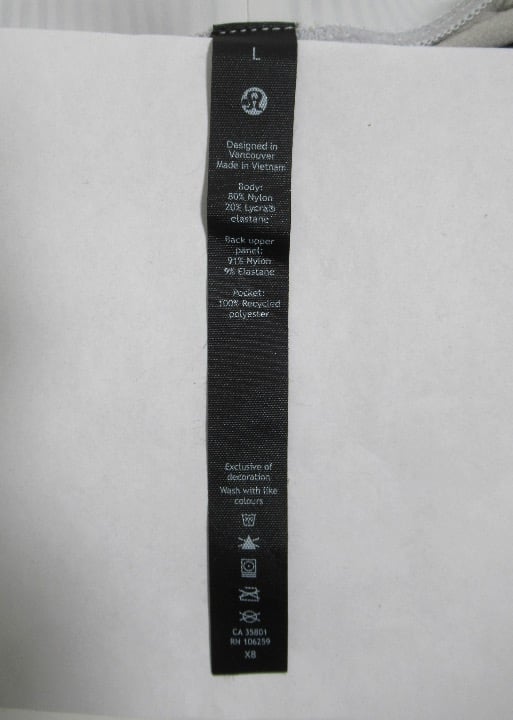 L
Designed in
Vancouver
Made in Vietnam
Body:
80% Nylon
20% Lycra®
elastane
Back upper
panel:
91% Nylon
9% Elastane
Pocket:
100% Recycled
polyester
Exclusive of
decoration
Wash with like
colours
CA 35801
RN 106259
X8